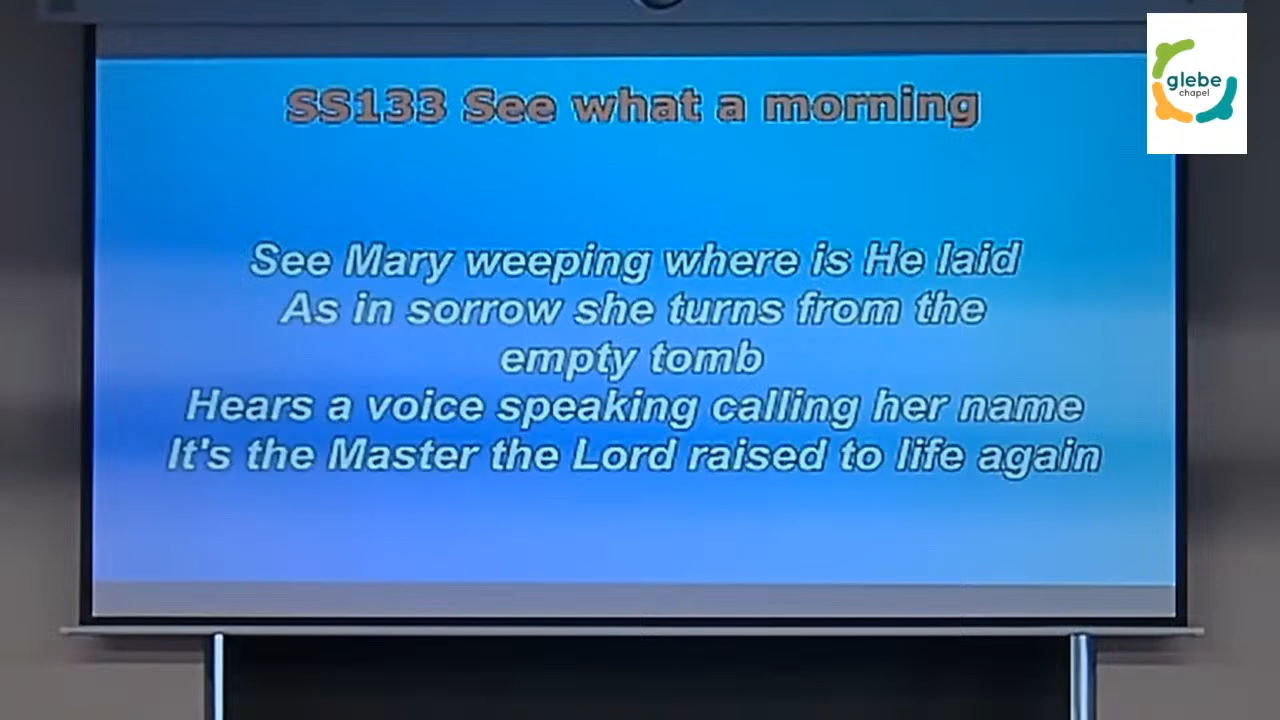 SS133 See what a morning
glebe
chapel
See Mary weeping where is He laid
As in sorrow she turns from the
empty tomb
Hears a voice speaking calling her name
It's the Master the Lord raised to life again